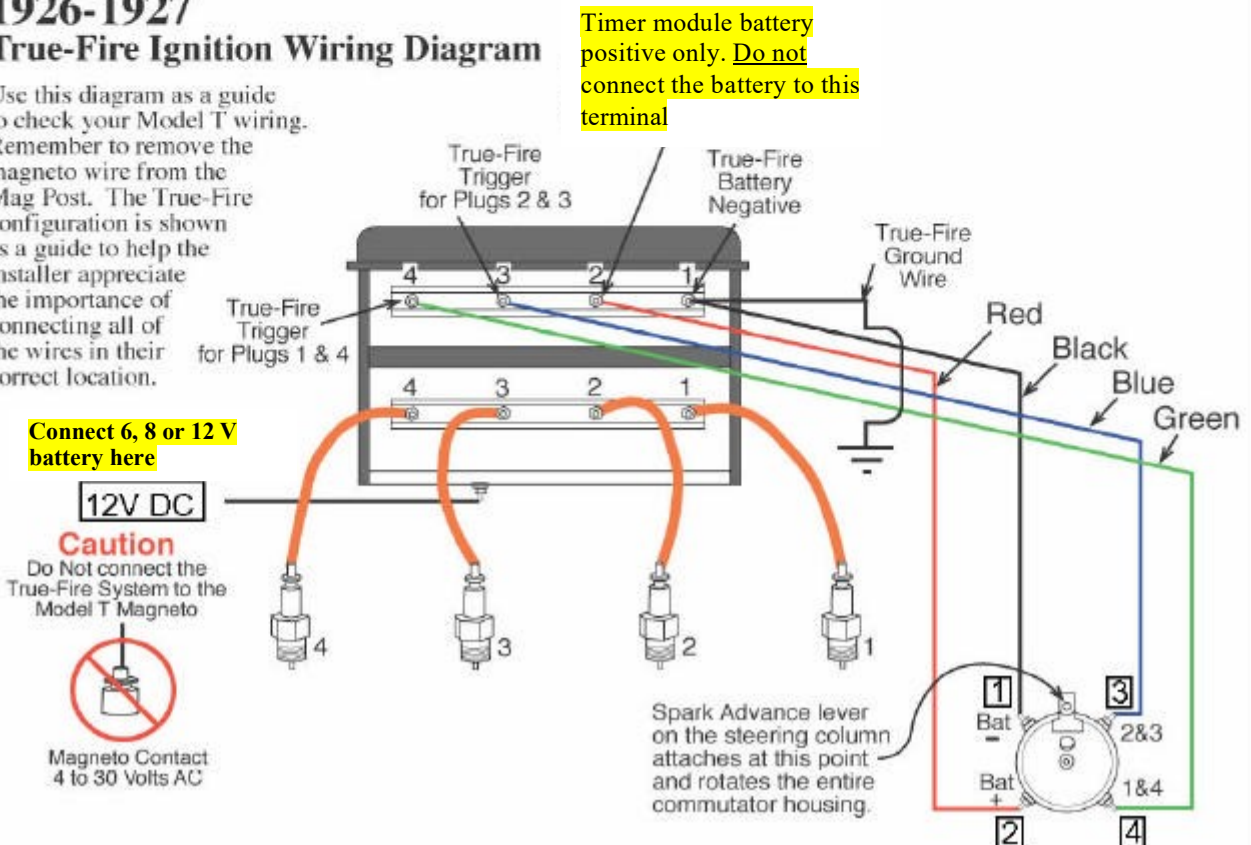 1926-1927
True-Fire Ignition Wiring Diagram
Use this diagram as a guide
o check your Model T wiring.
Remember to remove the
magneto wire from the
Mag Post. The True-Fire
configuration is shown
s a guide to help the
nstaller appreciate
he importance of
connecting all of
he wires in their
correct location.
Timer module battery
positive only. Do not
connect the battery to this
terminal
True-Fire
Trigger
for Plugs 2 & 3
True-Fire
Battery
Negative
True-Fire
Ground
Wire
True-Fire
Trigger
for Plugs 1 & 4
4 3 2 1
4 3 2 1
Red
Black
Blue
Green
Connect 6, 8 or 12 V
battery here
12V DC
Caution
Do Not connect the
True-Fire System to the
Model T Magneto
Magneto Contact
4 to 30 Volts AC
4 3 2 1
Spark Advance lever
on the steering column
attaches at this point
and rotates the entire
commutator housing.
1 3
Bat
-
2&3
Bat
+
1&4
2 4